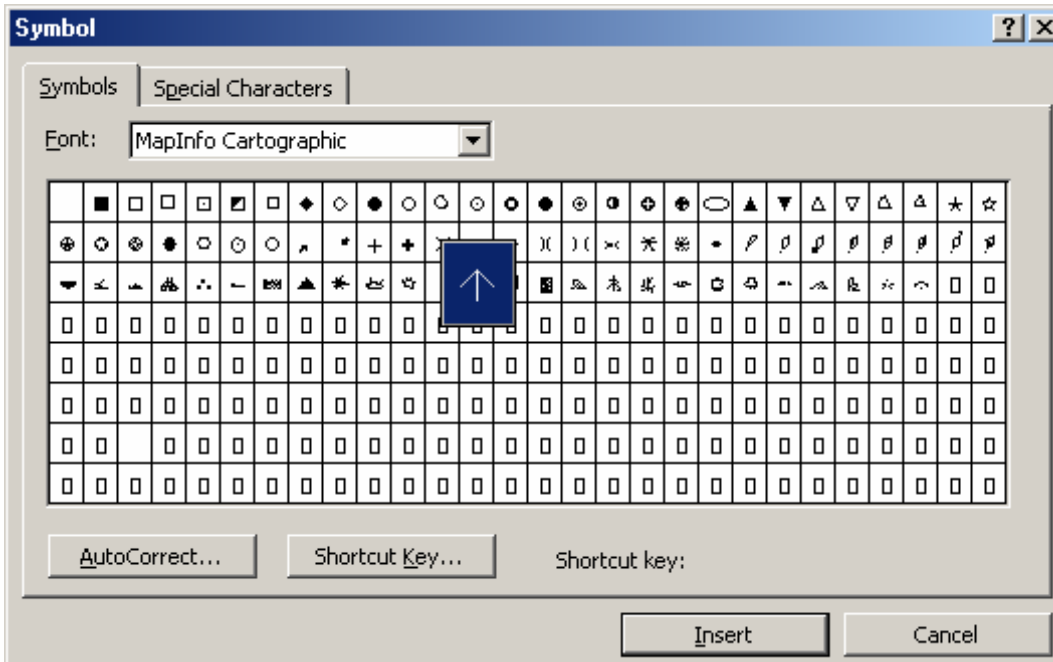 Symbol
Symbols Special Characters
Font: MapInfo Cartographic
AutoCorrect... Shortcut Key... Shortcut key:
Insert Cancel